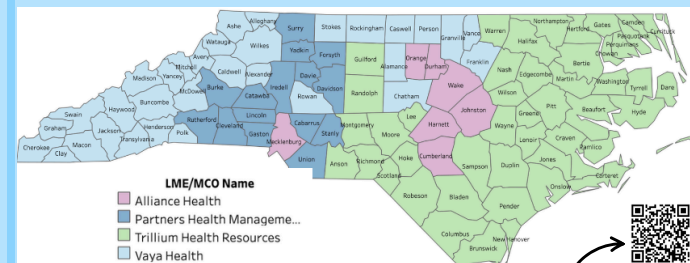 Ashe Alleghany Surry Stokes Rockingham Caswell Person Granville Vance Warren Northampton Gates Camden
Hertford Pasquotank Currituck
Watauga Wilkes Yadkin Forsyth Guilford Alamance Orange Durham Franklin Halifax Bertie Chowan Perquimans
Avery Mitchell Caldwell Alexander Iredell Davie Davidson Randolph Chatham Wake Nash Edgecombe Martin Washington Tyrrell Dare
Madison Yancey McDowell Burke Catawba Rowan Wilson
Swain Haywood Buncombe Rutherford Lincoln Cabarrus Stanly Montgomery Lee Johnston Greene Pitt Beaufort Hyde
Graham Jackson Henderson Polk Cleveland Gaston Mecklenburg Moore Harnett Wayne Lenoir Craven Pamlico
Cherokee Clay Macon Transylvania Union Anson Richmond Hoke Cumberland Sampson Duplin Jones Carteret
Scotland Onslow
Robeson Bladen Pender
Columbus New Hanover
Brunswick
LME/MCO Name
Alliance Health
Partners Health Manageme...
Trillium Health Resources
Vaya Health